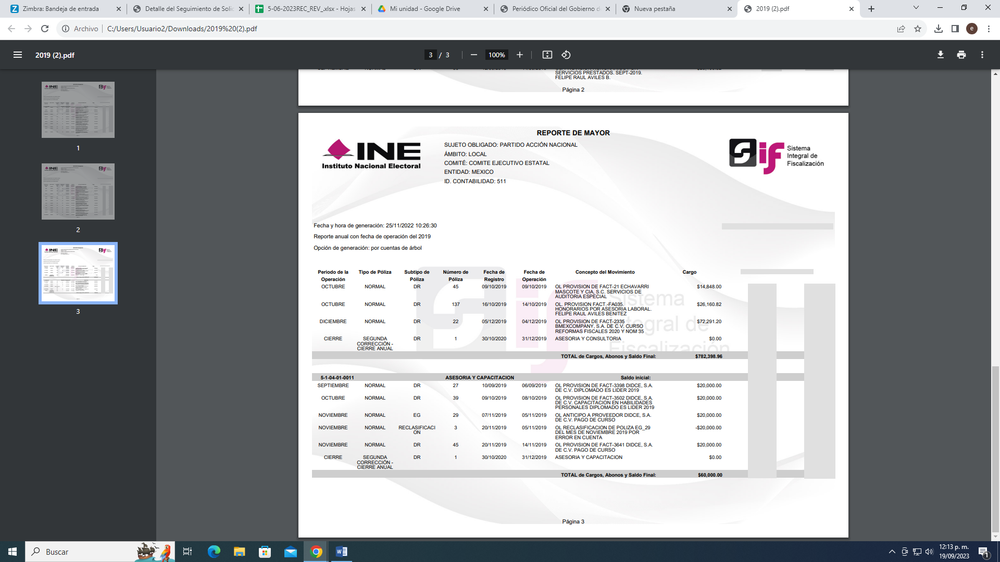 Zimbra: Bandeja de entrada
Detalle del Seguimiento de Solic
5-06-2023REC_REV_.xlsx - Hojas
Mi unidad - Google Drive
Periódico Oficial del Gobierno d
Nueva pestaña
2019 (2).pdf
Archivo
C:/Users/Usuario2/Downloads/2019%20(2).pdf
e
2019 (2).pdf
3 / 3
100%
1
2
3
SERVICIOS PRESTADOS. SEPT-2019.
FELIPE RAUL AVILES B.
Página 2
REPORTE DE MAYOR
INE
Instituto Nacional Electoral
SUJETO OBLIGADO: PARTIDO ACCIÓN NACIONAL
ÁMBITO: LOCAL
COMITÉ: COMITE EJECUTIVO ESTATAL
ENTIDAD: MEXICO
ID. CONTABILIDAD: 511
Sif
Sistema
Integral de
Fiscalización
Fecha y hora de generación: 25/11/2022 10:26:30
Reporte anual con fecha de operación del 2019
Opción de generación: por cuentas de árbol
Periodo de la Tipo de Póliza Subtipo de Número de Fecha de Fecha de Concepto del Movimiento Cargo
Operación Póliza Póliza Registro Operación
OCTUBRE NORMAL DR 45 09/10/2019 09/10/2019 OL PROVISION DE FACT-21 ECHAVARRI $14,848.00
MASCOTE Y CIA, S.C. SERVICIOS DE
AUDITORIA ESPECIAL
OCTUBRE NORMAL DR 137 16/10/2019 14/10/2019 OL. PROVISION FACT.-FA035. $26,160.82
HONORARIOS POR ASESORIA LABORAL.
FELIPE RAUL AVILES BENITEZ
DICIEMBRE NORMAL DR 22 05/12/2019 04/12/2019 OL PROVISION DE FACT-2335 $72,291.20
BMEXCOMPANY, S.A. DE C.V. CURSO
REFORMAS FISCALES 2020 Y NOM 35
CIERRE SEGUNDA DR 1 30/10/2020 31/12/2019 ASESORIA Y CONSULTORIA $0.00
CORRECCIÓN -
CIERRE ANUAL
Sistema
Integral de
Fiscalización
TOTAL de Cargos, Abonos y Saldo Final: $782,398.96
5-1-04-01-0011 ASESORIA Y CAPACITACION Saldo inicial:
SEPTIEMBRE NORMAL DR 27 10/09/2019 06/09/2019 OL PROVISION DE FACT-3398 DIDCE, S.A. $20,000.00
DE C.V. DIPLOMADO ES LIDER 2019
OCTUBRE NORMAL DR 39 09/10/2019 08/10/2019 OL PROVISION DE FACT-3502 DIDCE, S.A. $20,000.00
DE C.V. CAPACITACION EN HABILIDADES
PERSONALES DIPLOMADO ES LIDER 2019
NOVIEMBRE NORMAL EG 29 07/11/2019 05/11/2019 OL ANTICIPO A PROVEEDOR DIDCE, S.A. $20,000.00
DE C.V. PAGO DE CURSO
NOVIEMBRE NORMAL RECLASIFICACI 3 20/11/2019 05/11/2019 OL RECLASIFICACION DE POLIZA EG_29 -$20,000.00
ON DEL MES DE NOVIEMBRE 2019 POR
ERROR EN CUENTA
NOVIEMBRE NORMAL DR 45 20/11/2019 14/11/2019 OL PROVISION DE FACT-3641 DIDCE, S.A. $20,000.00
DE C.V. PAGO DE CURSO
CIERRE SEGUNDA DR 1 30/10/2020 31/12/2019 ASESORIA Y CAPACITACION $0.00
CORRECCIÓN -
CIERRE ANUAL
TOTAL de Cargos, Abonos y Saldo Final: $60,000.00
Página 3
Buscar
12:13 p. m.
19/09/2023
1